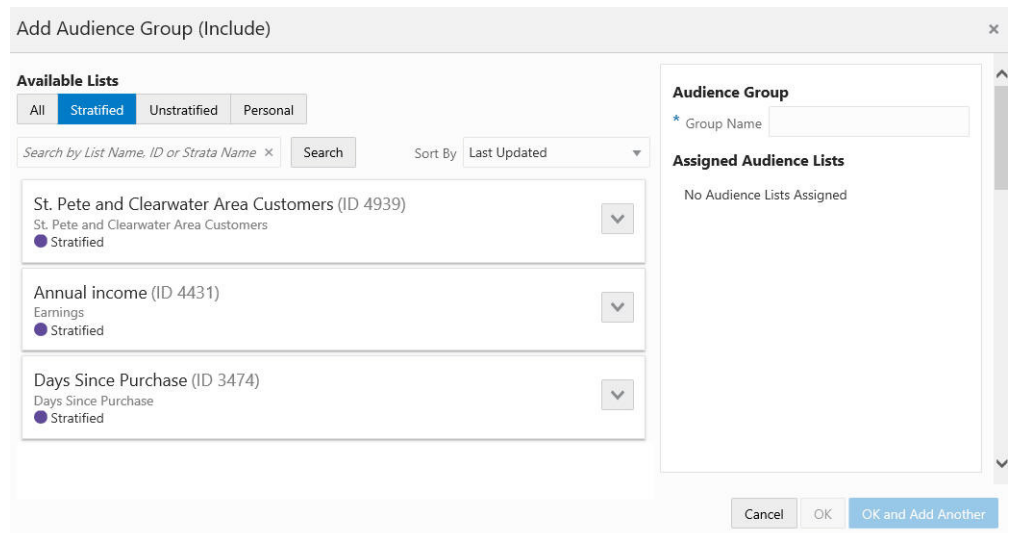 Add Audience Group (Include) ×
Available Lists
All Stratified Unstratified Personal
Search by List Name, ID or Strata Name × Search Sort By Last Updated
St. Pete and Clearwater Area Customers (ID 4939)
St. Pete and Clearwater Area Customers
Stratified
Annual income (ID 4431)
Earnings
Stratified
Days Since Purchase (ID 3474)
Days Since Purchase
Stratified
Audience Group
* Group Name
Assigned Audience Lists
No Audience Lists Assigned
Cancel OK OK and Add Another